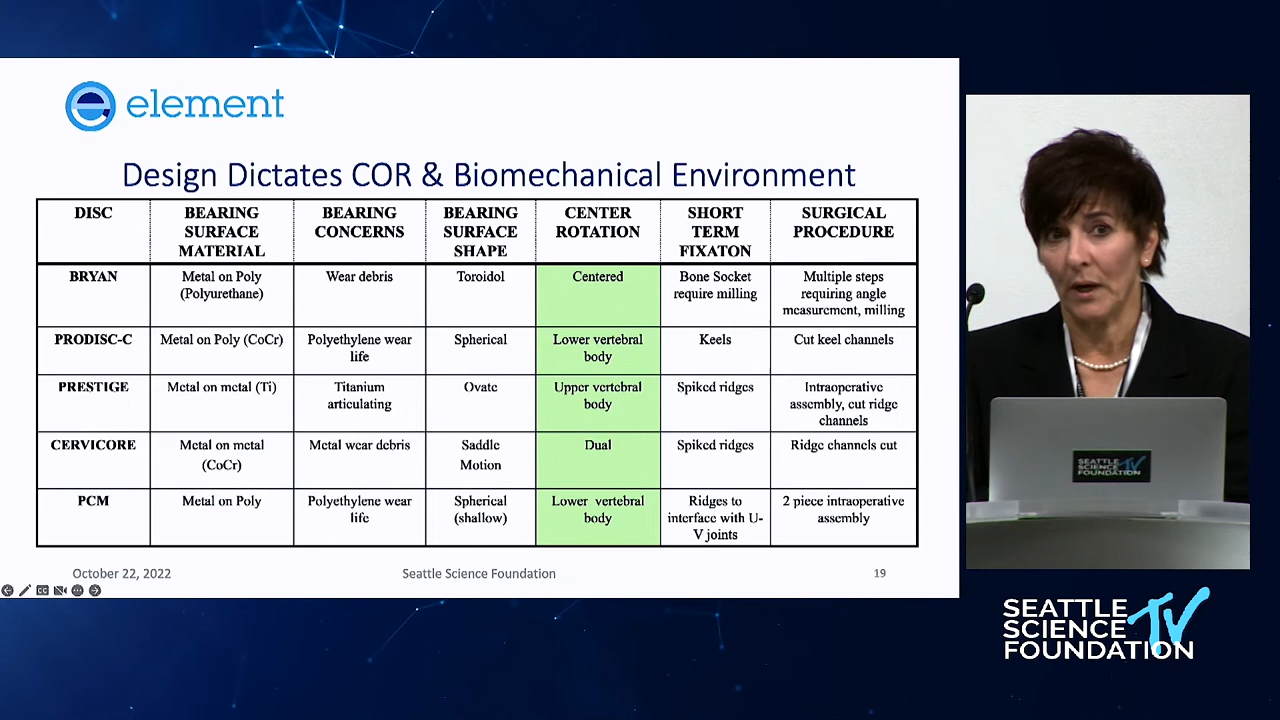 element
Design Dictates COR & Biomechanical Environment
DISC
BEARING
SURFACE
MATERIAL
BEARING
CONCERNS
BEARING
SURFACE
SHAPE
CENTER
ROTATION
SHORT
TERM
FIXATON
SURGICAL
PROCEDURE
BRYAN
Metal on Poly
(Polyurethane)
Wear debris
Toroidol
Centered
Bone Socket
require milling
Multiple steps
requiring angle
measurement, milling
PRODISC-C
Metal on Poly (CoCr)
Polyethylene wear
life
Spherical
Lower vertebral
body
Keels
Cut keel channels
PRESTIGE
Metal on metal (Ti)
Titanium
articulating
Ovate
Upper vertebral
body
Spiked ridges
Intraoperative
assembly, cut ridge
channels
CERVICORE
Metal on metal
(CoCr)
Metal wear debris
Saddle
Motion
Dual
Spiked ridges
Ridge channels cut
PCM
Metal on Poly
Polyethylene wear
life
Spherical
(shallow)
Lower vertebral
body
Ridges to
interface with U-
V joints
2 piece intraoperative
assembly
October 22, 2022
Seattle Science Foundation
19
SEATTLE
SCIENCE TV
FOUNDATION
SEATTLE
SCIENCE TV
FOUNDATION